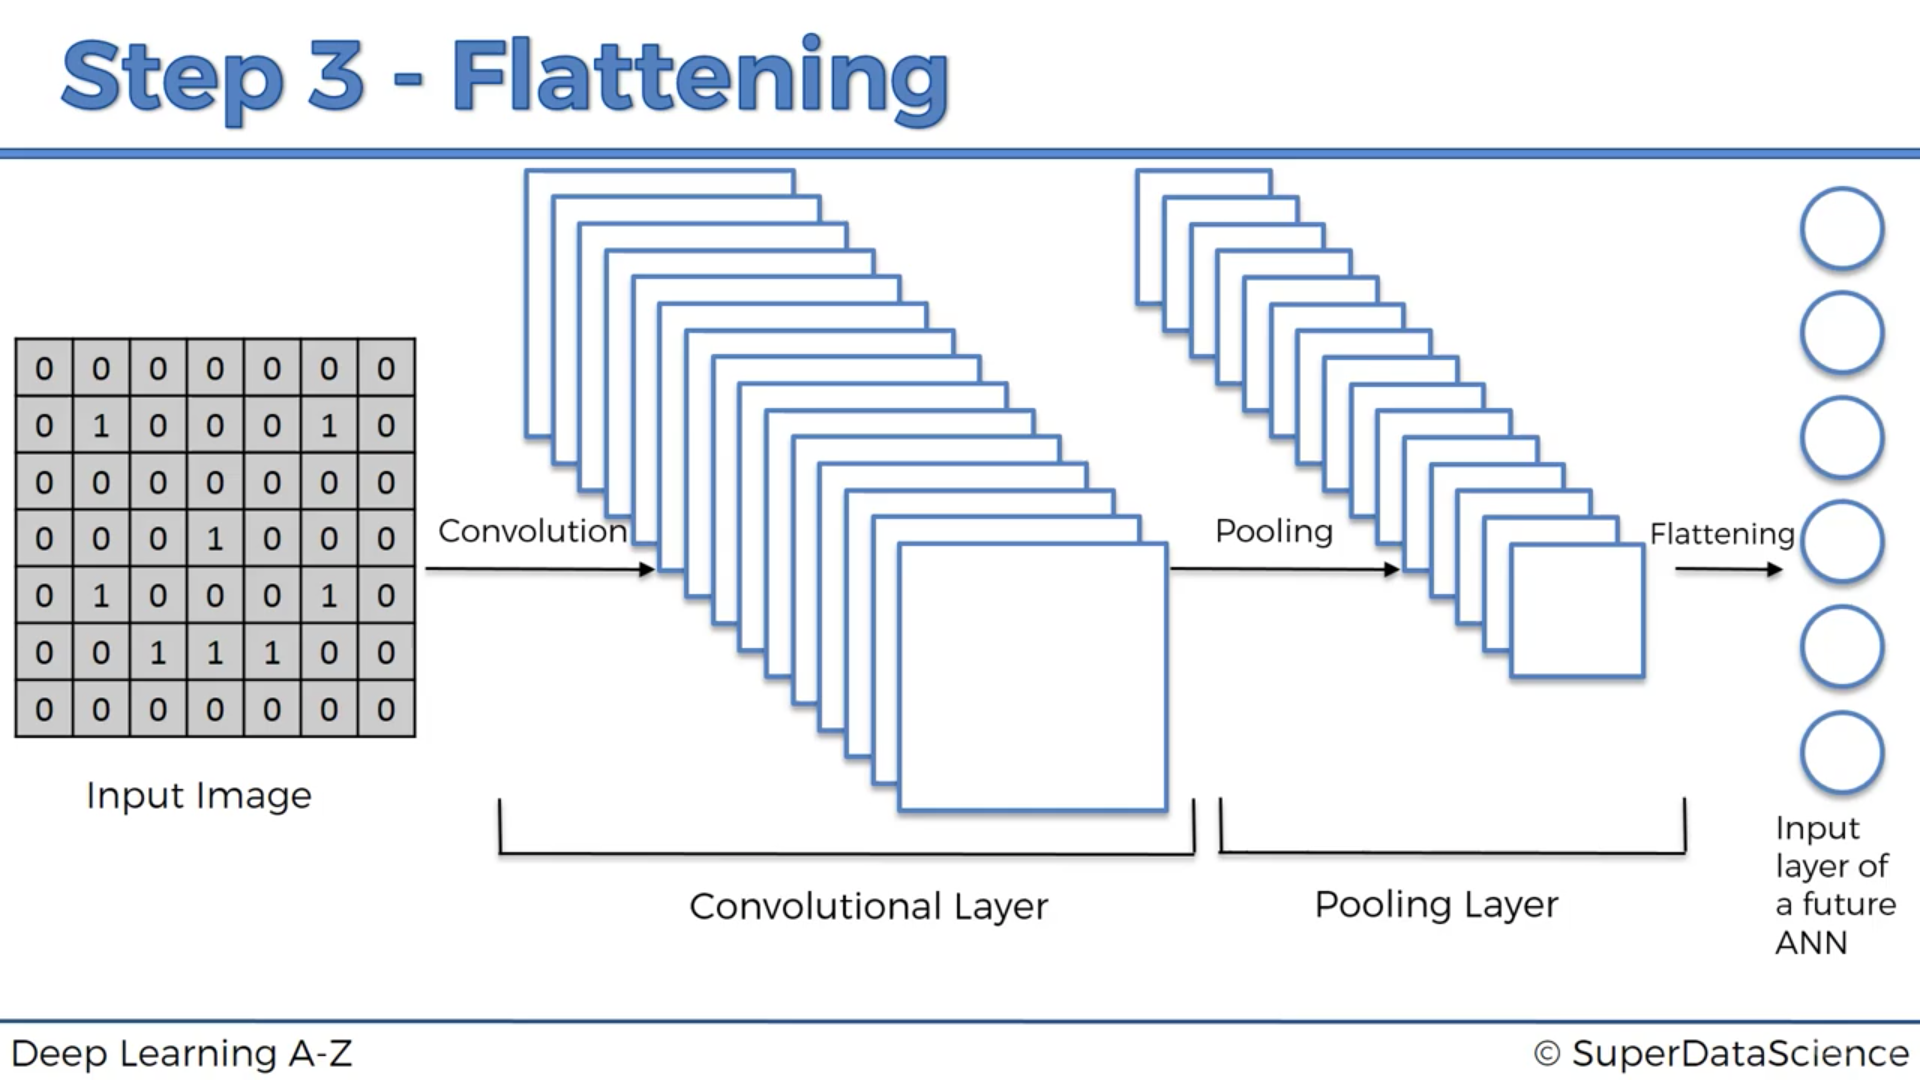 Step 3 - Flattening
0 0 0 0 0 0 0
0 1 0 0 0 1 0
0 0 0 0 0 0 0
0 0 0 1 0 0 0
0 1 0 0 0 1 0
0 0 1 1 1 0 0
0 0 0 0 0 0 0
Input Image
Convolution
Convolutional Layer
Pooling
Pooling Layer
Flattening
Input
layer of
a future
ANN
Deep Learning A-Z
© SuperDataScience